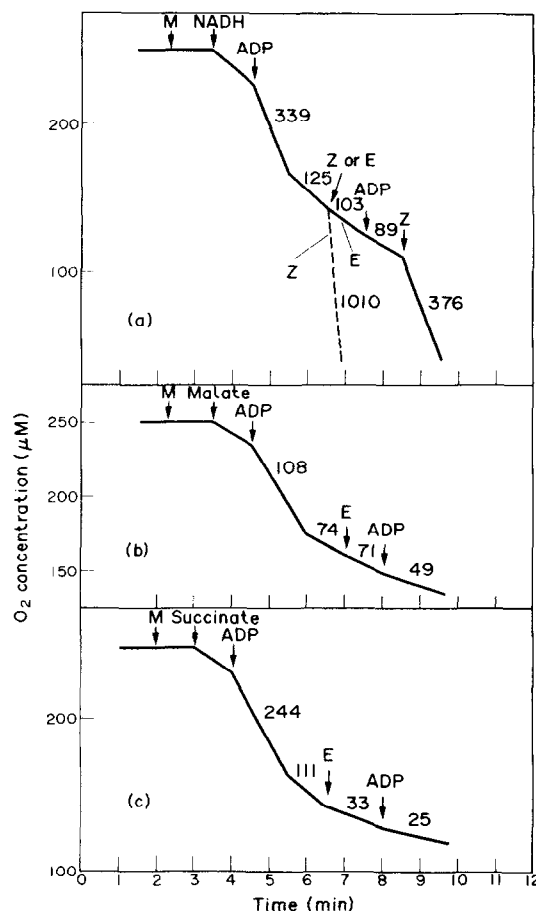 M NADH
ADP
200
339
125
Z or E
103
ADP
89
Z
Z
E
100
1010
376
(a)
O₂ concentration (μM)
250
M Malate
ADP
108
200
74
E
71
ADP
49
150
(b)
M Succinate
ADP
200
244
111
E
33
ADP
25
(c)
100
0 1 2 3 4 5 6 7 8 9 10 11 12
Time (min)